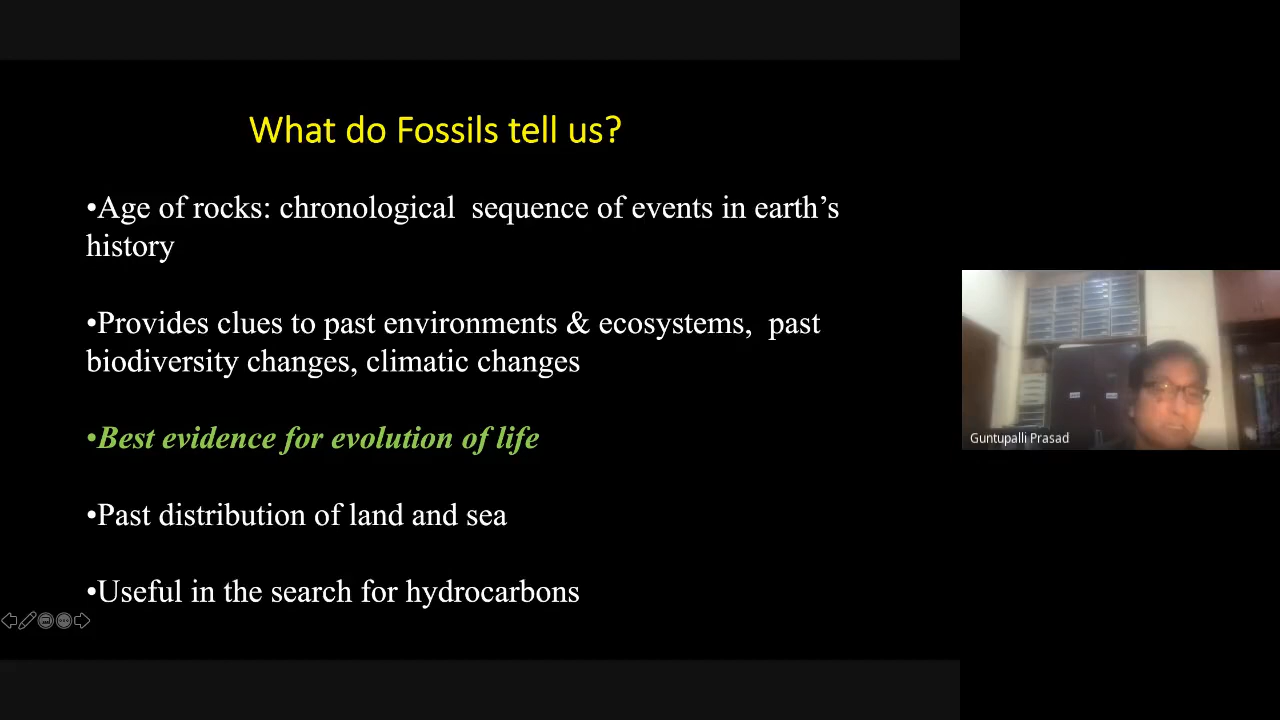 What do Fossils tell us?
•Age of rocks: chronological  sequence of events in earth’s
history
•Provides clues to past environments & ecosystems,  past
biodiversity changes, climatic changes
•Best evidence for evolution of life
•Past distribution of land and sea
•Useful in the search for hydrocarbons
Guntupalli Prasad